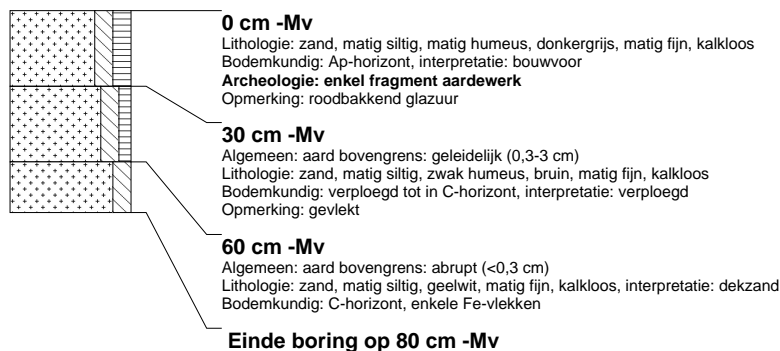 0 cm -Mv
Lithologie: zand, matig siltig, matig humeus, donkergrijs, matig fijn, kalkloos
Bodemkundig: Ap-horizont, interpretatie: bouwvoor
Archeologie: enkel fragment aardewerk
Opmerking: roodbakkend glazuur
30 cm -Mv
Algemeen: aard bovengrens: geleidelijk (0,3-3 cm)
Lithologie: zand, matig siltig, zwak humeus, bruin, matig fijn, kalkloos
Bodemkundig: verploegd tot in C-horizont, interpretatie: verploegd
Opmerking: gevlekt
60 cm -Mv
Algemeen: aard bovengrens: abrupt (<0,3 cm)
Lithologie: zand, matig siltig, geelwit, matig fijn, kalkloos, interpretatie: dekzand
Bodemkundig: C-horizont, enkele Fe-vlekken
Einde boring op 80 cm -Mv